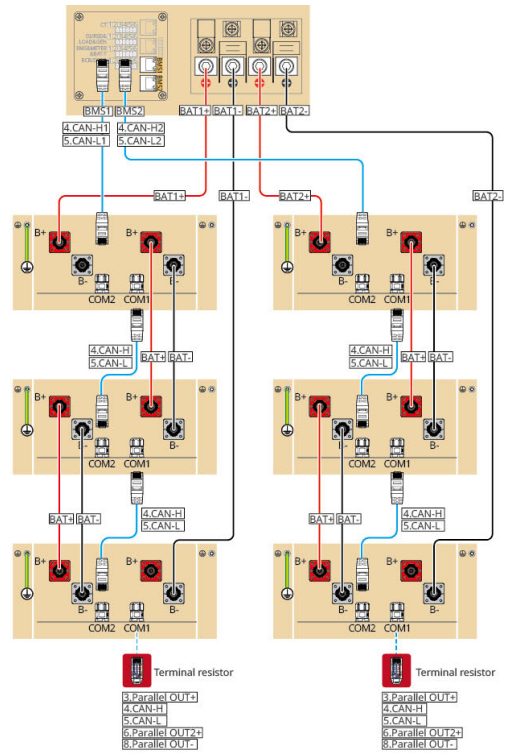 BMS1
BMS2
BMS1 BMS2 BAT1+ BAT1- BAT2+ BAT2-
4.CAN-H1 4.CAN-H2
5.CAN-L1 5.CAN-L2
BAT1+ BAT1- BAT2+ BAT2-
B+ B+ B+ B+
B- B- B- B-
COM2 COM1 COM2 COM1
4.CAN-H 4.CAN-H
5.CAN-L 5.CAN-L
BAT+ BAT- BAT+ BAT-
B+ B+ B+ B+
B- B- B- B-
COM2 COM1 COM2 COM1
4.CAN-H 4.CAN-H
5.CAN-L 5.CAN-L
BAT+ BAT- BAT+ BAT-
B+ B+ B+ B+
B- B- B- B-
COM2 COM1 COM2 COM1
Terminal resistor Terminal resistor
3.Parallel OUT+ 3.Parallel OUT+
4.CAN-H 4.CAN-H
5.CAN-L 5.CAN-L
6.Parallel OUT2+ 6.Parallel OUT2+
8.Parallel OUT- 8.Parallel OUT-